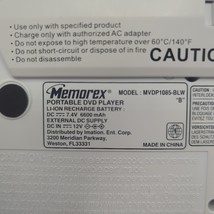 • Use with specific product
• Charge only with authorized AC adapter
• Do not expose to high temperature over 60°C/140°F
• Do not short-circuit or dispose of in fire
• Do not disassemble
CAUTI
Memorex
MODEL: MVDP1085-BLW
"B"
PORTABLE DVD PLAYER
LI-ION RECHARGE BATTERY :
DC 7.4V 6600 mAH
EXTERNAL DC SUPPLY
DC IN 12V
Distributed by Imation, Ent. Corp.
3200 Meridian Parkway,
Weston, FL33331
MADE IN CHINA